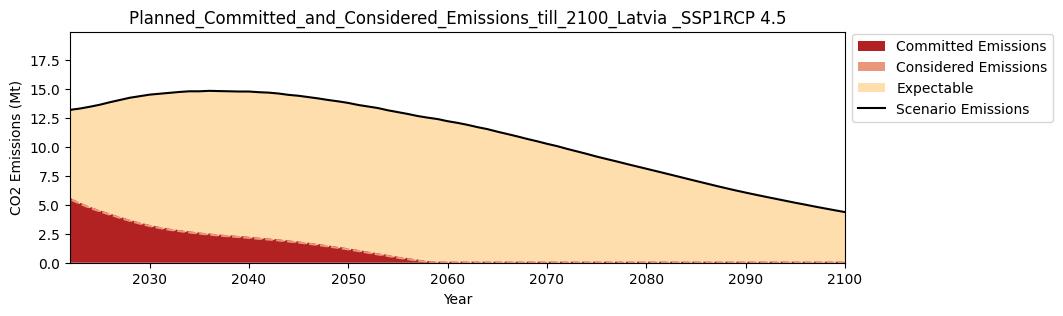 Planned_Committed_and_Considered_Emissions_till_2100_Latvia _SSP1RCP 4.5
CO2 Emissions (Mt)
17.5
15.0
12.5
10.0
7.5
5.0
2.5
0.0
2030 2040 2050 2060 2070 2080 2090 2100
Year
Committed Emissions
Considered Emissions
Expectable
Scenario Emissions